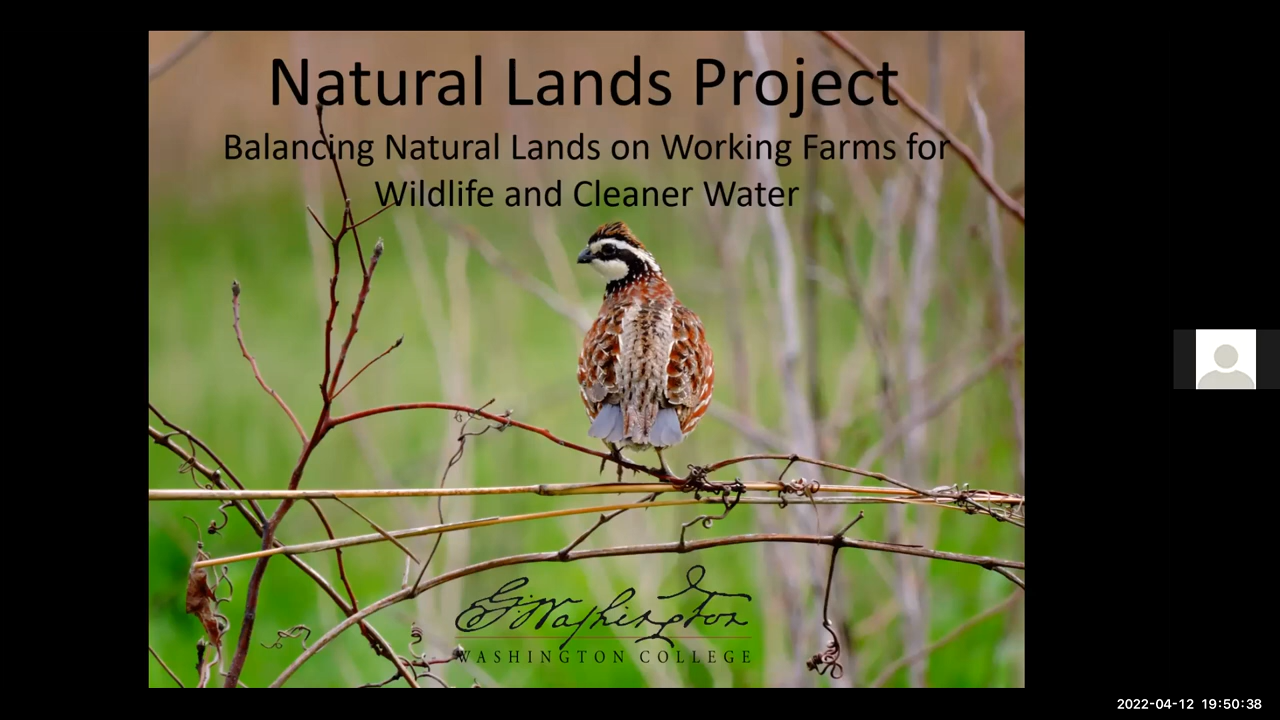 Natural Lands Project
Balancing Natural Lands on Working Farms for
Wildlife and Cleaner Water
G. Washington
WASHINGTON COLLEGE
2022-04-12 19:50:38